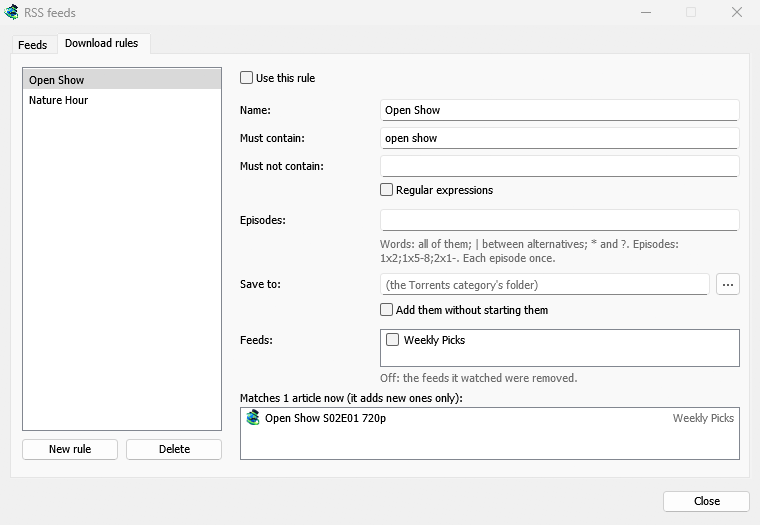 RSS feeds
Feeds
Download rules
Open Show
Nature Hour
New rule
Delete
Use this rule
Name:
Open Show
Must contain:
open show
Must not contain:
Regular expressions
Episodes:
Words: all of them; | between alternatives; * and ?. Episodes:
1x2;1x5-8;2x1-. Each episode once.
Save to:
(the Torrents category's folder)
...
Add them without starting them
Feeds:
Weekly Picks
Off: the feeds it watched were removed.
Matches 1 article now (it adds new ones only):
Open Show S02E01 720p
Weekly Picks
Close